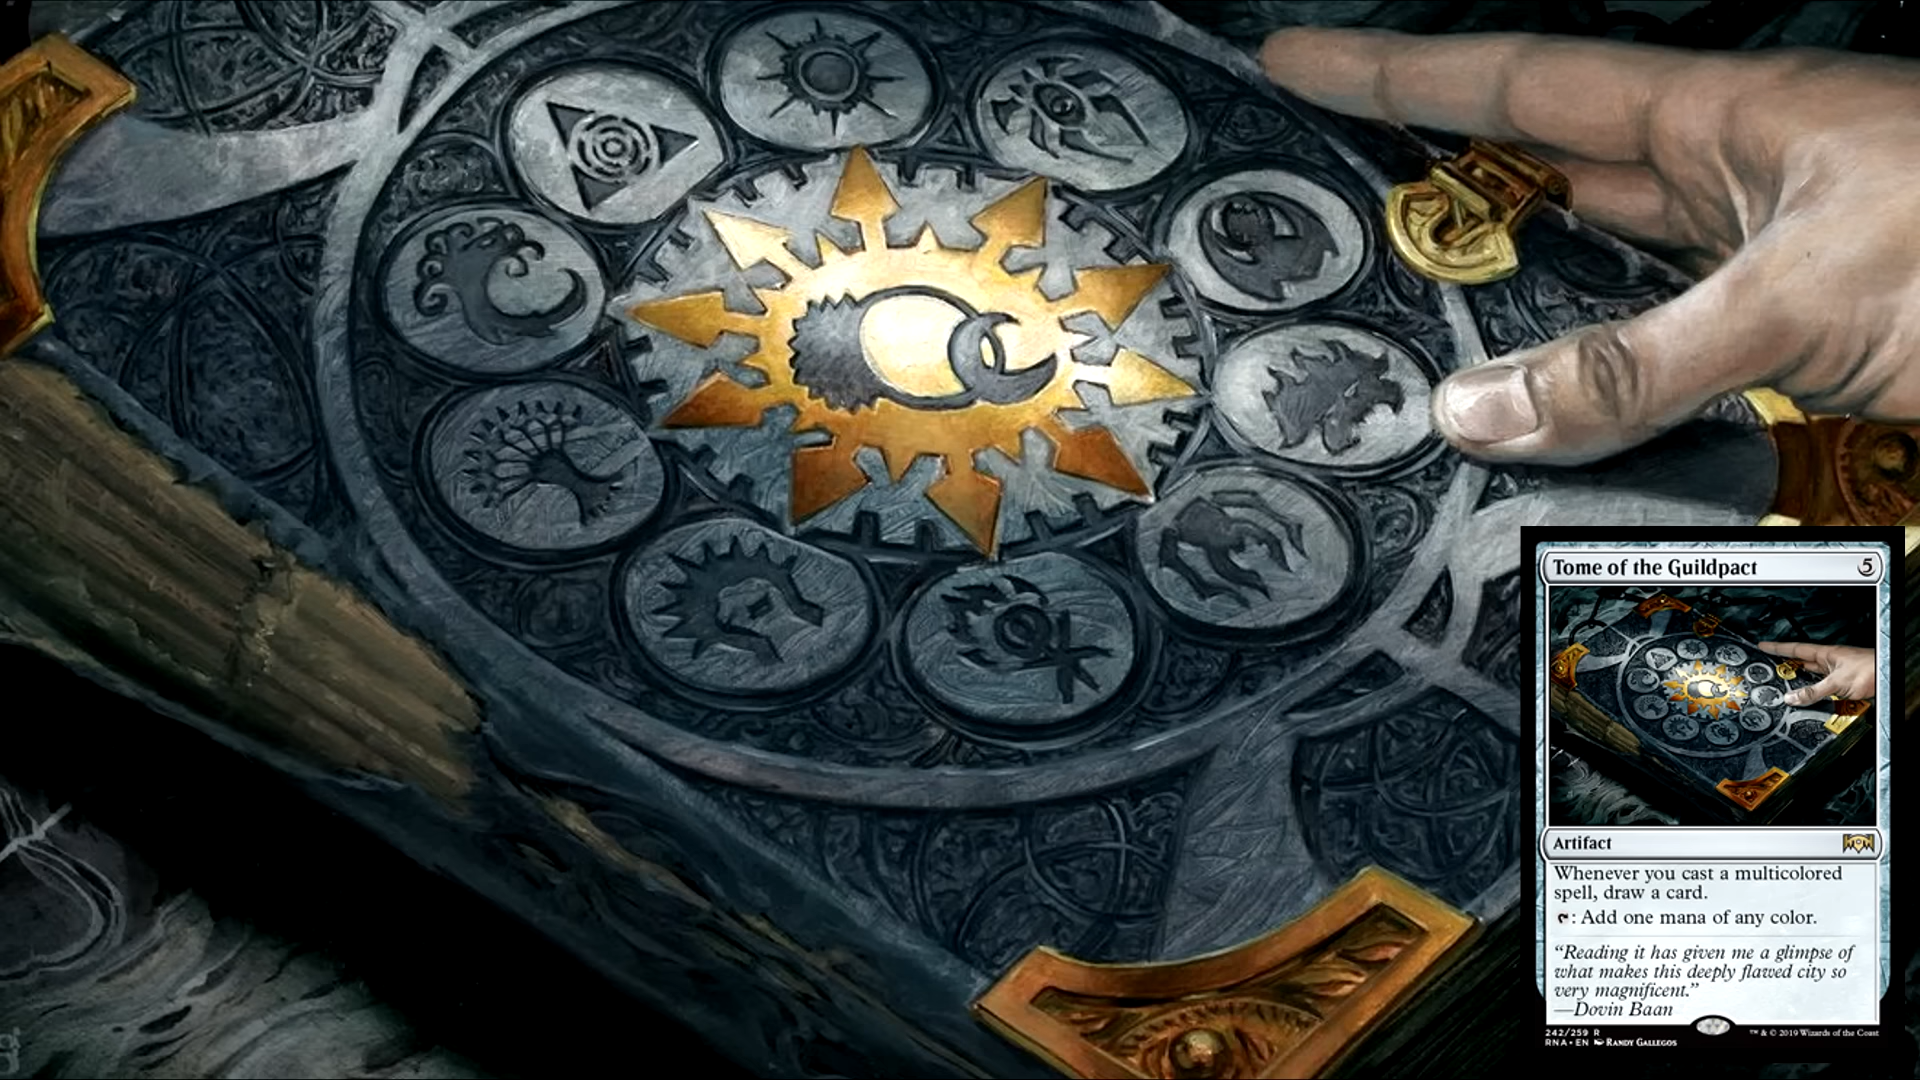 Tome of the Guildpact 5
Artifact
Whenever you cast a multicolored
spell, draw a card.
: Add one mana of any color.
“Reading it has given me a glimpse of
what makes this deeply flawed city so
very magnificent.”
—Dovin Baan
242/259 R
RNA • EN Randy Gallegos
™ & © 2019 Wizards of the Coast